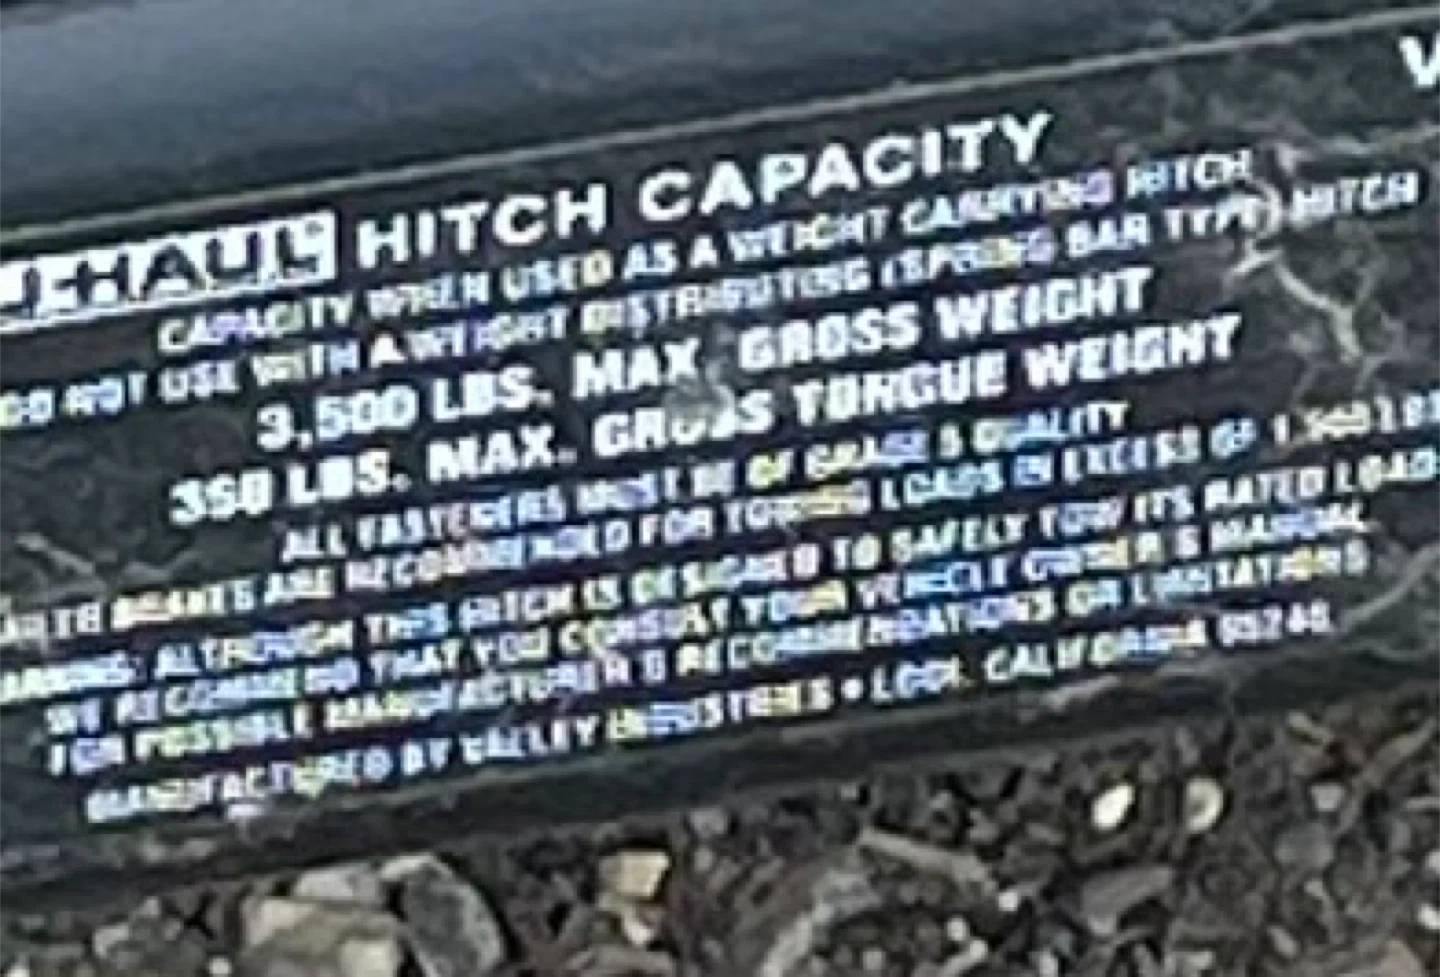 U-HAUL HITCH CAPACITY V
CAPACITY WHEN USED AS A WEIGHT CARRYING HITCH
DO NOT USE WITH A WEIGHT DISTRIBUTING (SPRING BAR TYPE) HITCH
3,500 LBS. MAX. GROSS WEIGHT
350 LBS. MAX. GROSS TONGUE WEIGHT
ALL FASTENERS MUST BE OF GRADE 5 QUALITY
BRAKES ARE RECOMMENDED FOR TOWING LOADS IN EXCESS OF LBS
WARNING: ALTHOUGH THIS HITCH IS DESIGNED TO SAFELY TOW ITS RATED LOAD
WE RECOMMEND THAT YOU CONSULT YOUR VEHICLE OWNER'S MANUAL
FOR POSSIBLE MANUFACTURER'S RECOMMENDATIONS OR LIMITATIONS
MANUFACTURED BY VALLEY INDUSTRIES • LODI, CALIFORNIA